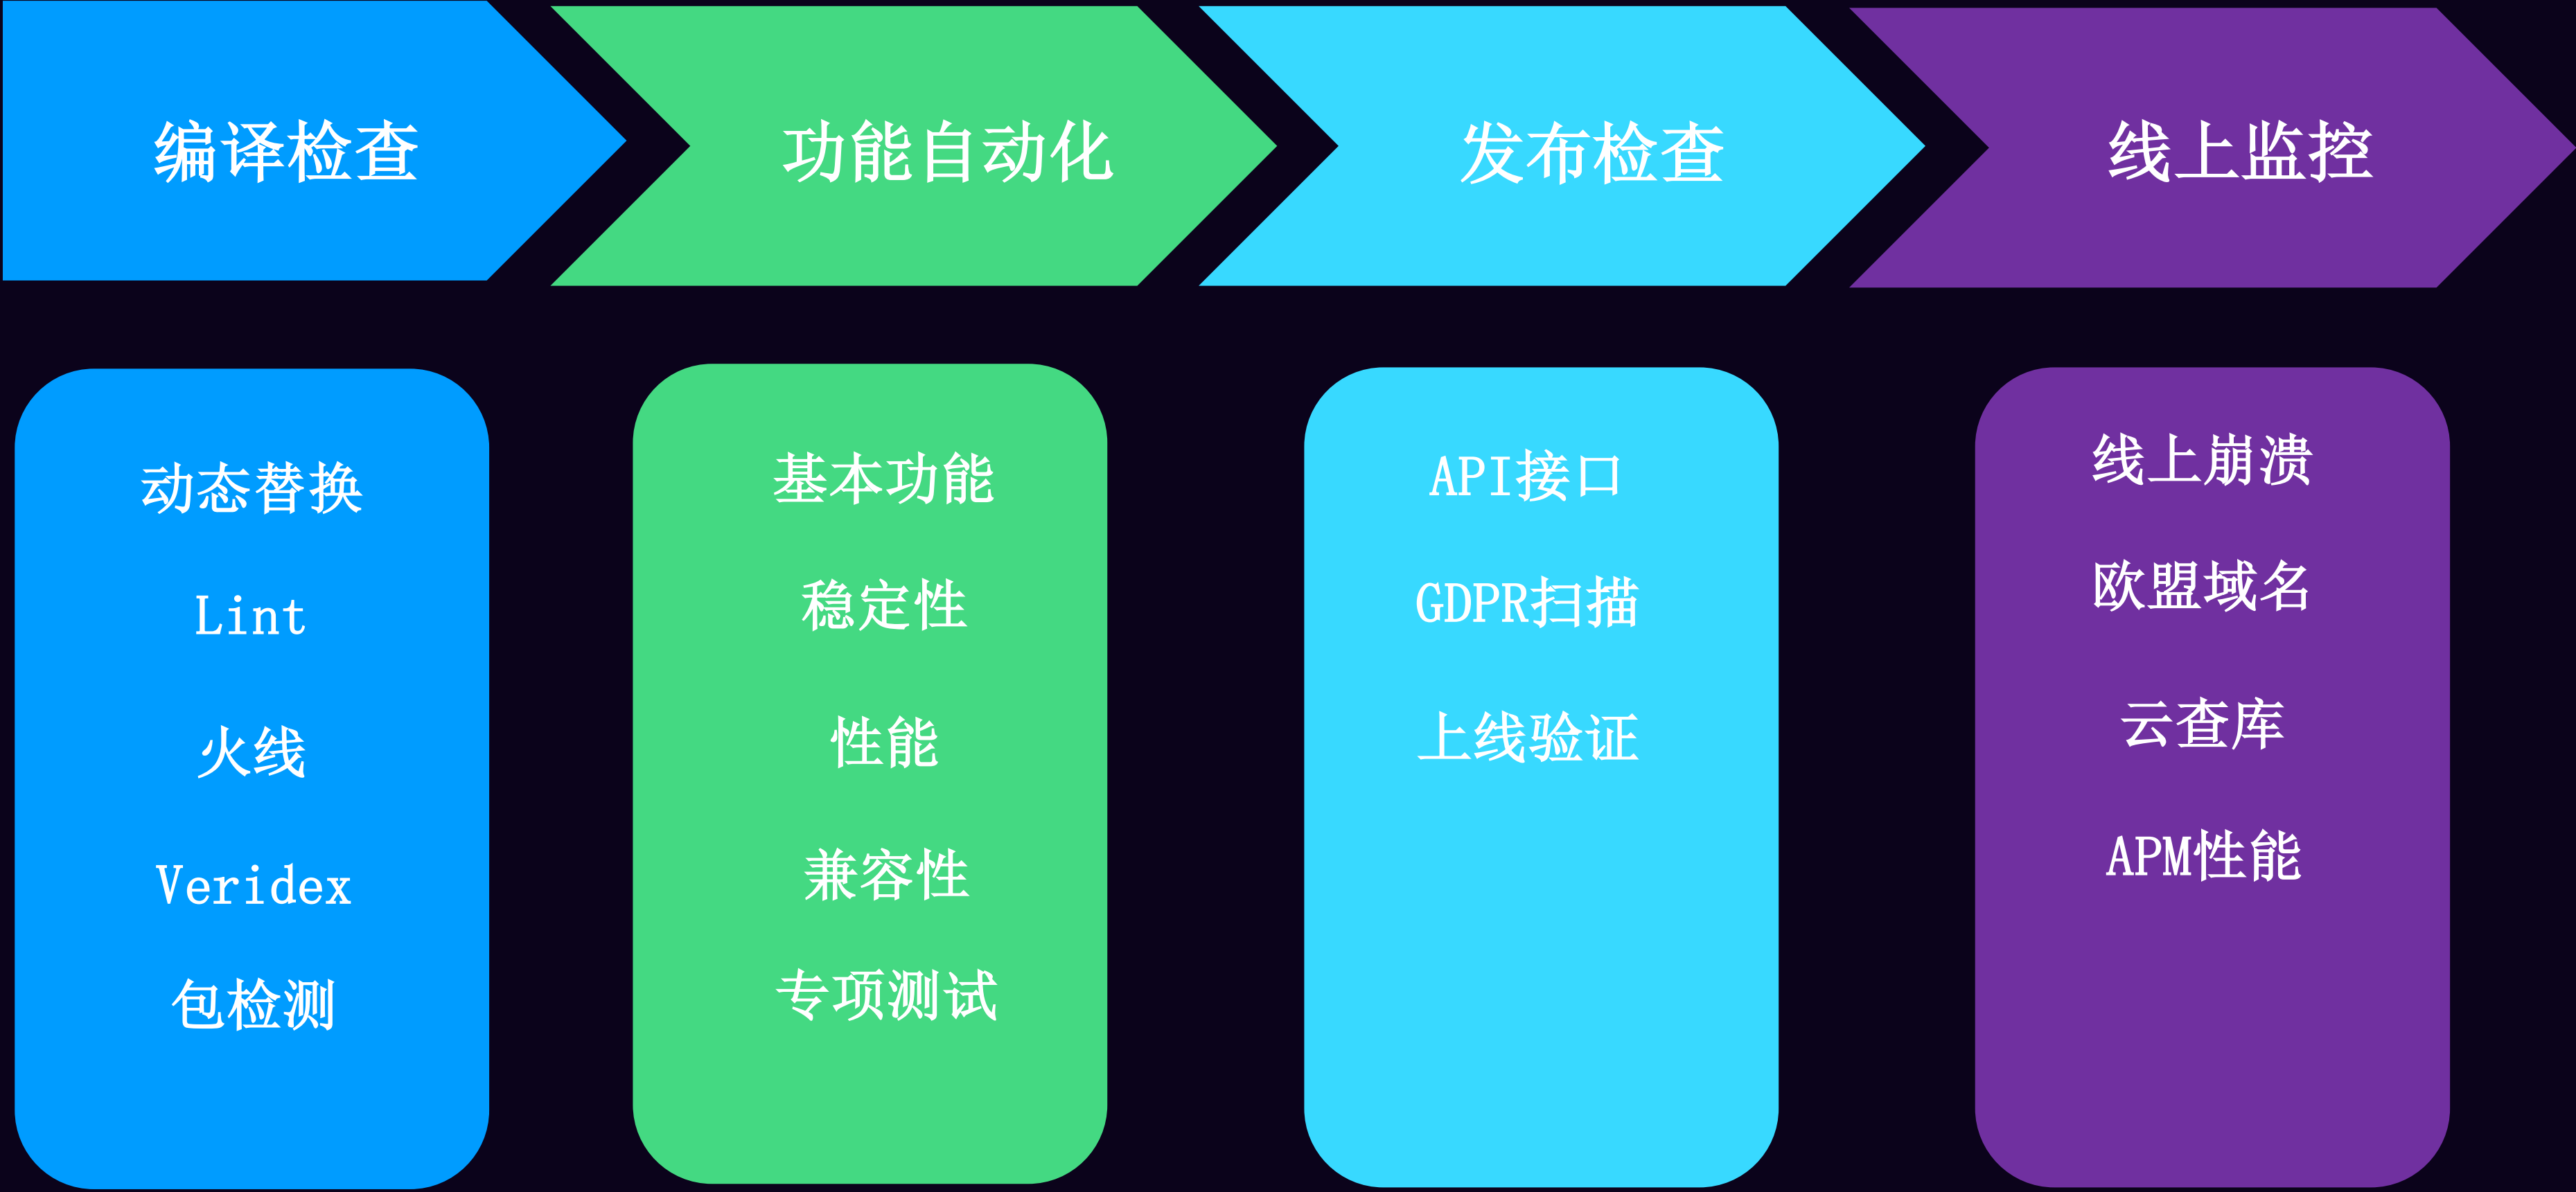 编译检查
功能自动化
发布检查
线上监控
动态替换
Lint
火线
Veridex
包检测
基本功能
稳定性
性能
兼容性
专项测试
API接口
GDPR扫描
上线验证
线上崩溃
欧盟域名
云查库
APM性能